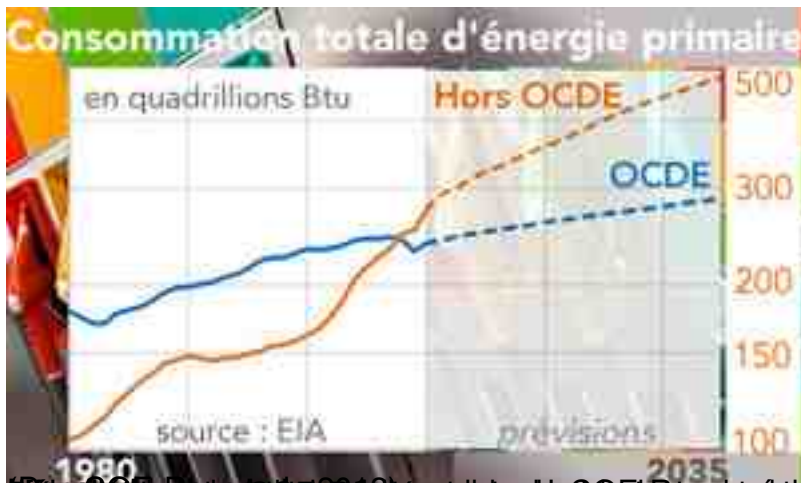 Consommation totale d'énergie primaire
en quadrillions Btu
Hors OCDE
500
OCDE
300
200
150
source : EIA
prévisions
100
1980
2035